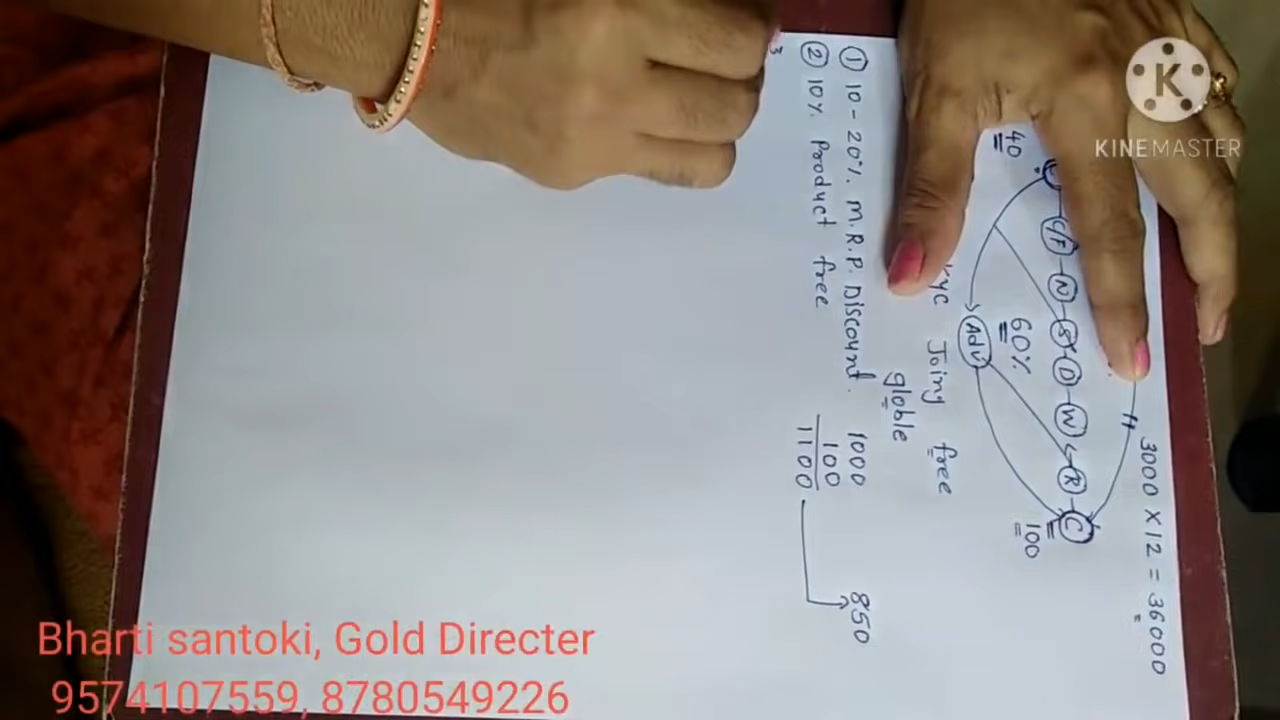 3000 X 12 = 36000
C/F N S D W R C
40 60% 100
Adv
Kyc Joing free
globle
① 10 - 20% M.R.P. Discount. 1000 850
② 10% Product free 100
1100
3
KINEMASTER
Bharti santoki, Gold Directer
9574107559, 8780549226